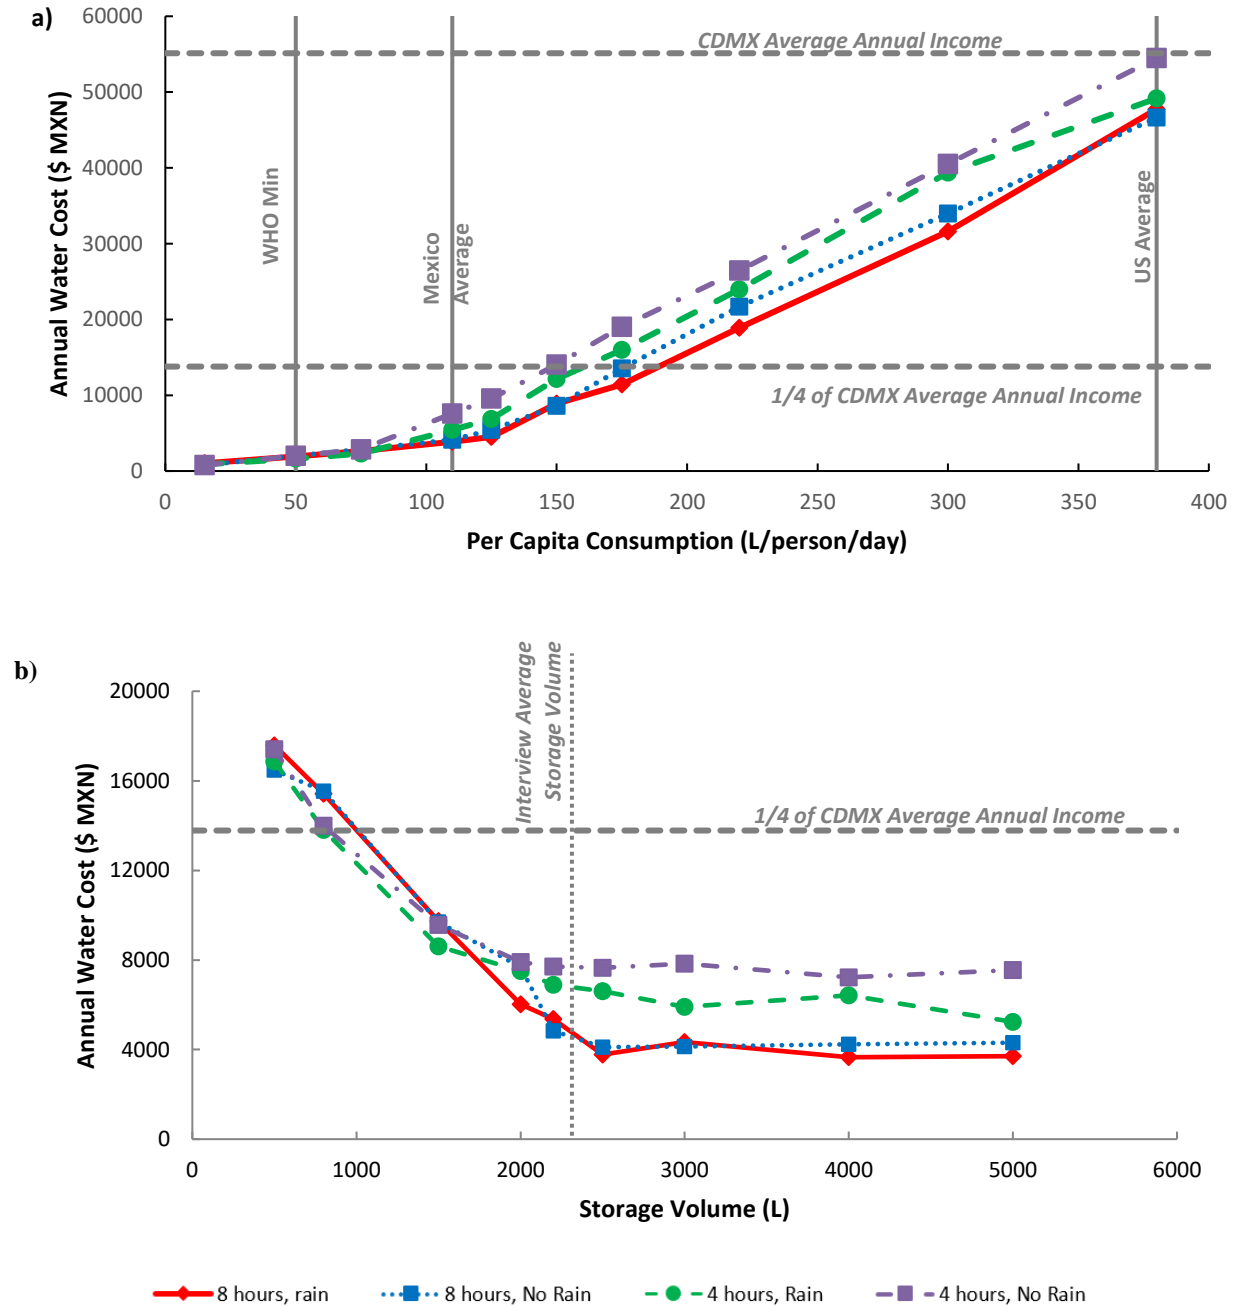 a)
60000
50000
40000
30000
20000
10000
0
Annual Water Cost ($ MXN)
CDMX Average Annual Income
WHO Min
Mexico
Average
US Average
1/4 of CDMX Average Annual Income
0 50 100 150 200 250 300 350 400
Per Capita Consumption (L/person/day)
b)
20000
16000
12000
8000
4000
0
Annual Water Cost ($ MXN)
Interview Average
Storage Volume
1/4 of CDMX Average Annual Income
0 1000 2000 3000 4000 5000 6000
Storage Volume (L)
8 hours, rain 8 hours, No Rain 4 hours, Rain 4 hours, No Rain